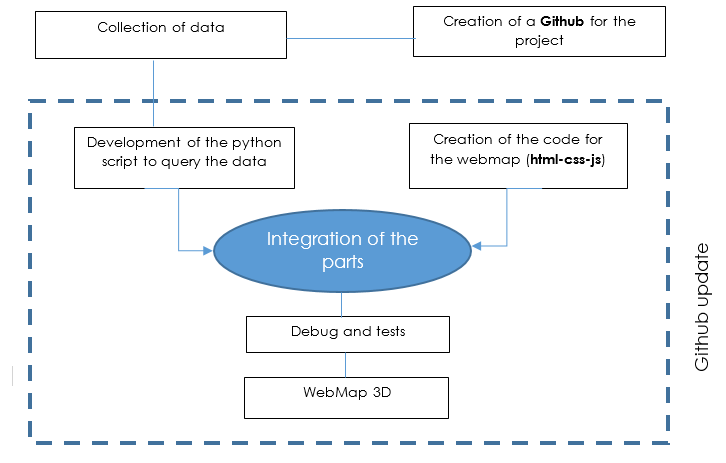 Collection of data
Creation of a Github for the
project
Development of the python
script to query the data
Creation of the code for
the webmap (html-css-js)
Integration of the
parts
Debug and tests
WebMap 3D
Github update